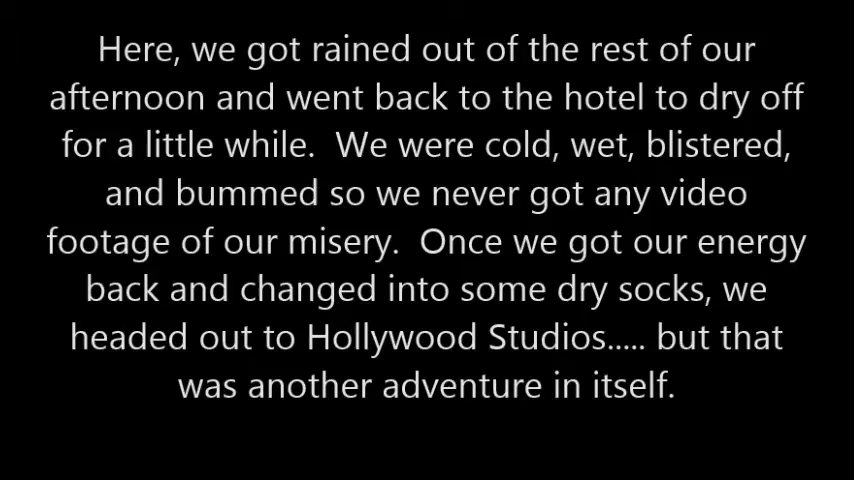 Here, we got rained out of the rest of our
afternoon and went back to the hotel to dry off
for a little while.  We were cold, wet, blistered,
and bummed so we never got any video
footage of our misery.  Once we got our energy
back and changed into some dry socks, we
headed out to Hollywood Studios..... but that
was another adventure in itself.